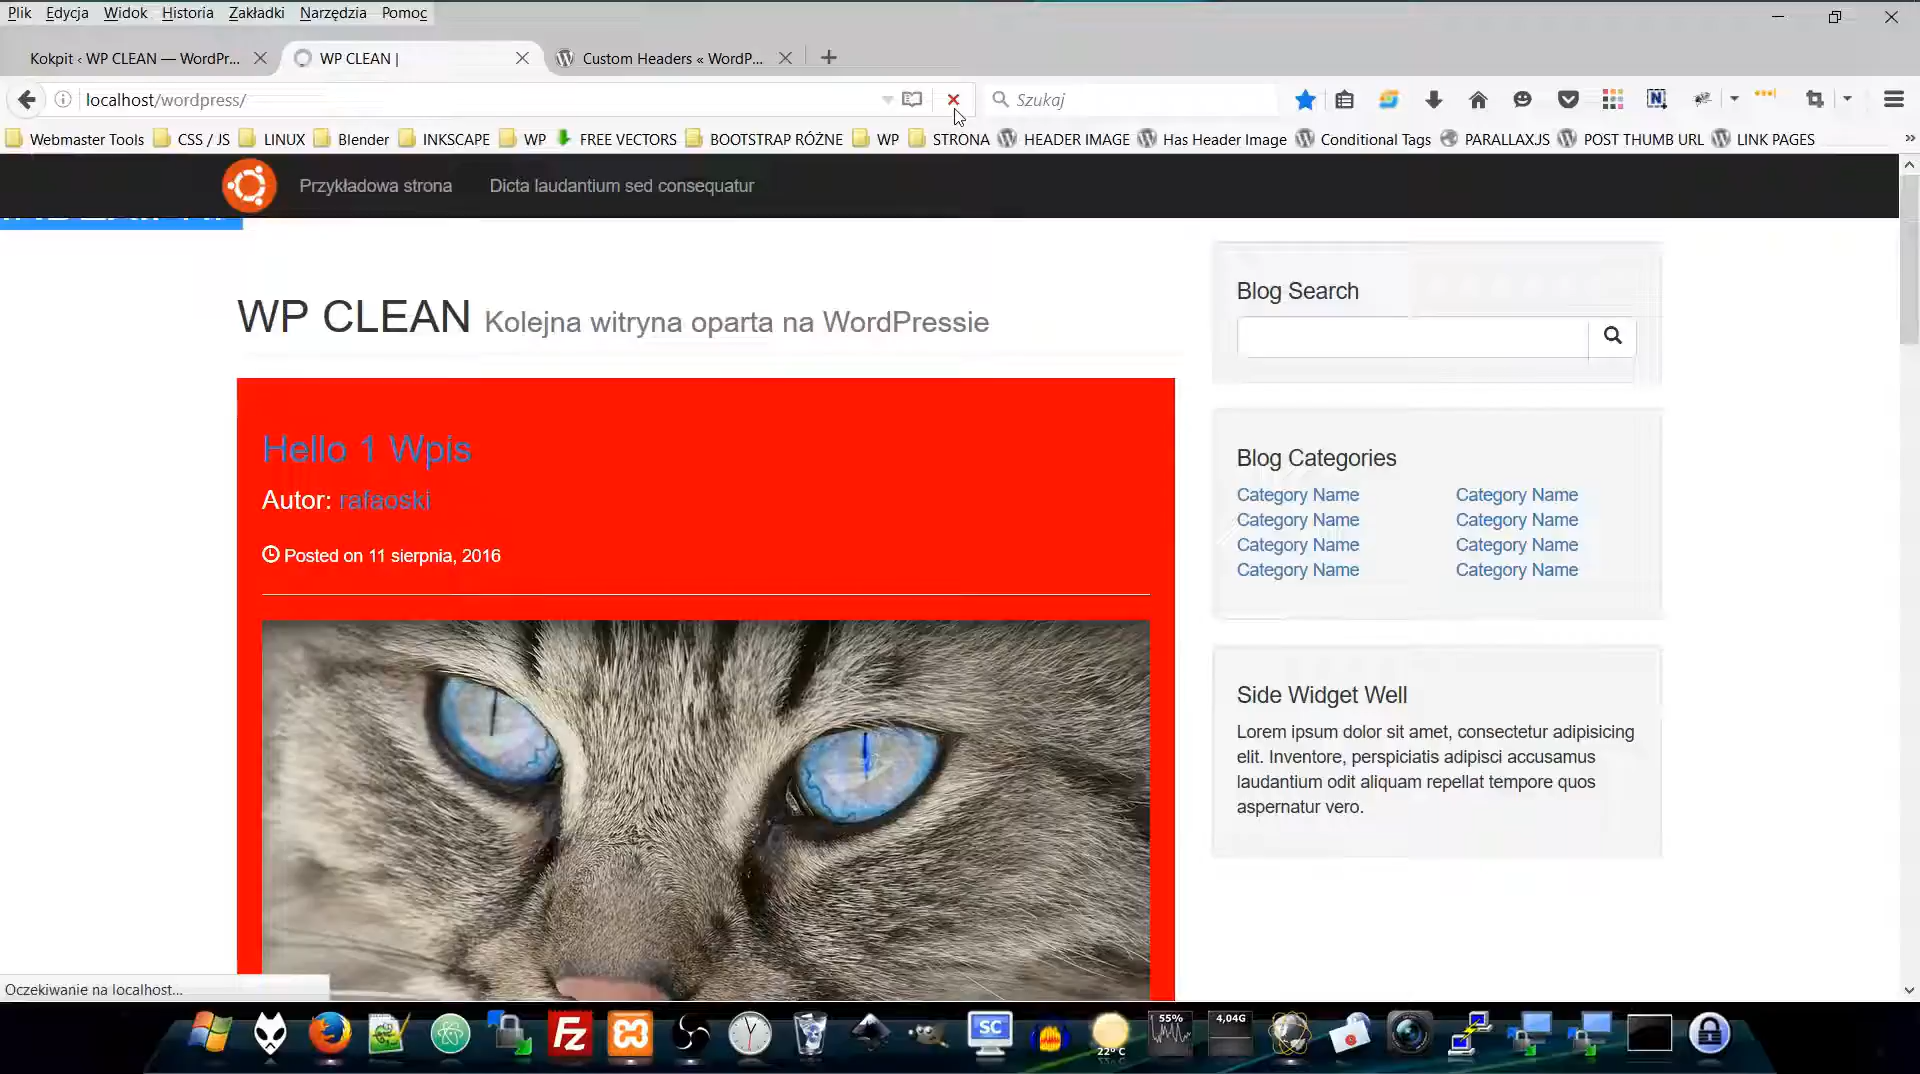 Plik Edycja Widok Historia Zakładki Narzędzia Pomoc
Kokpit ‹ WP CLEAN — WordPr...
WP CLEAN |
Custom Headers « WordP...
localhost/wordpress/
Szukaj
Webmaster Tools CSS / JS LINUX Blender INKSCAPE WP FREE VECTORS BOOTSTRAP RÓŻNE WP STRONA HEADER IMAGE Has Header Image Conditional Tags PARALLAX.JS POST THUMB URL LINK PAGES
Przykładowa strona Dicta laudantium sed consequatur
WP CLEAN Kolejna witryna oparta na WordPressie
Hello 1 Wpis
Autor: rafaoski
Posted on 11 sierpnia, 2016
Blog Search
Blog Categories
Category Name Category Name
Category Name Category Name
Category Name Category Name
Category Name Category Name
Side Widget Well
Lorem ipsum dolor sit amet, consectetur adipisicing
elit. Inventore, perspiciatis adipisci accusamus
laudantium odit aliquam repellat tempore quos
aspernatur vero.
Oczekiwanie na localhost...
Fz
SC
22°C
55%
4,04G